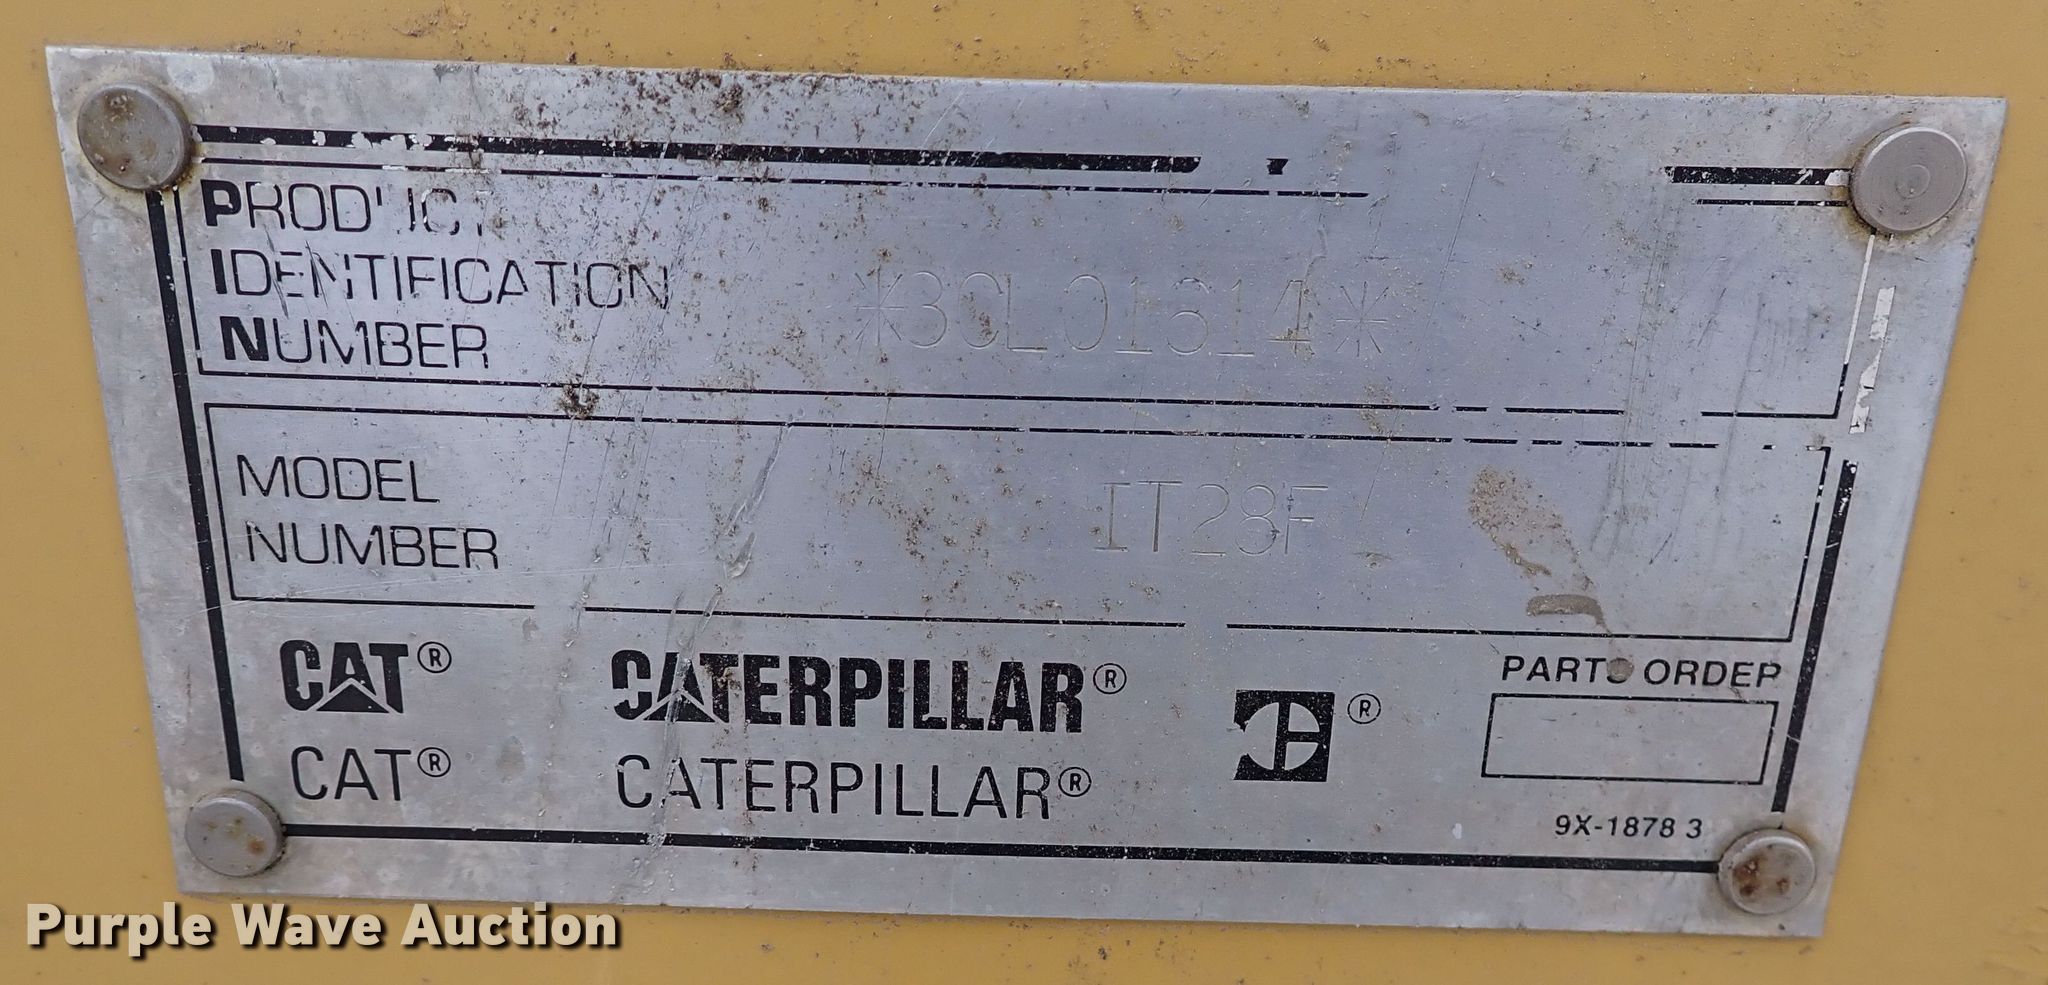 PRODUCT
IDENTIFICATION
NUMBER
*3CL01614*
MODEL
NUMBER
IT28F
CAT® CATERPILLAR® ®
CAT® CATERPILLAR®
PARTS ORDER
9X-1878 3
Purple Wave Auction